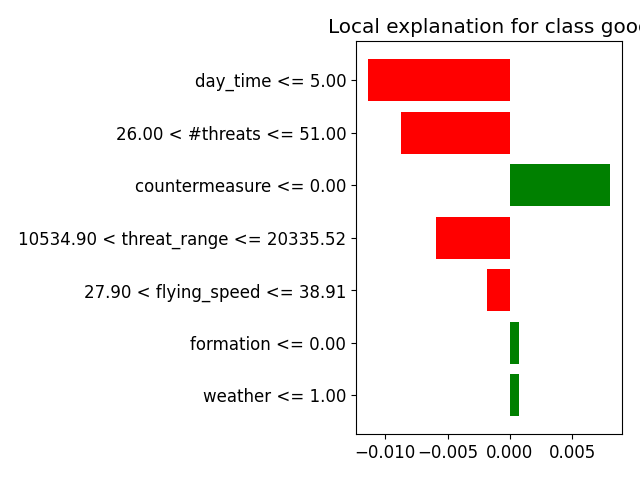 Local explanation for class good
day_time <= 5.00
26.00 < #threats <= 51.00
countermeasure <= 0.00
10534.90 < threat_range <= 20335.52
27.90 < flying_speed <= 38.91
formation <= 0.00
weather <= 1.00
−0.010 −0.005 0.000 0.005